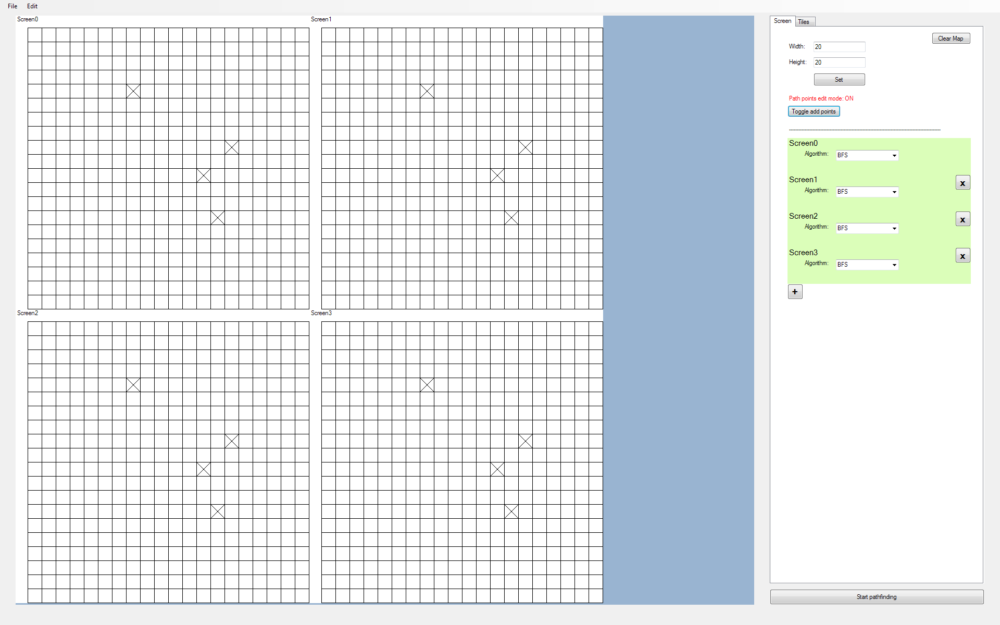 File Edit
Screen0 Screen1
Screen2 Screen3
Screen Tiles
Clear Map
Width: 20
Height: 20
Set
Path points edit mode: ON
Toggle add points
Screen0
Algorithm: BFS
Screen1
x
Algorithm: BFS
Screen2
x
Algorithm: BFS
Screen3
x
Algorithm: BFS
+
Start pathfinding